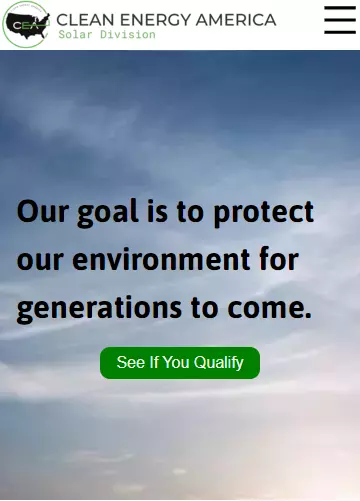 CEA
CLEAN ENERGY AMERICA
Solar Division
Our goal is to protect
our environment for
generations to come.
See If You Qualify